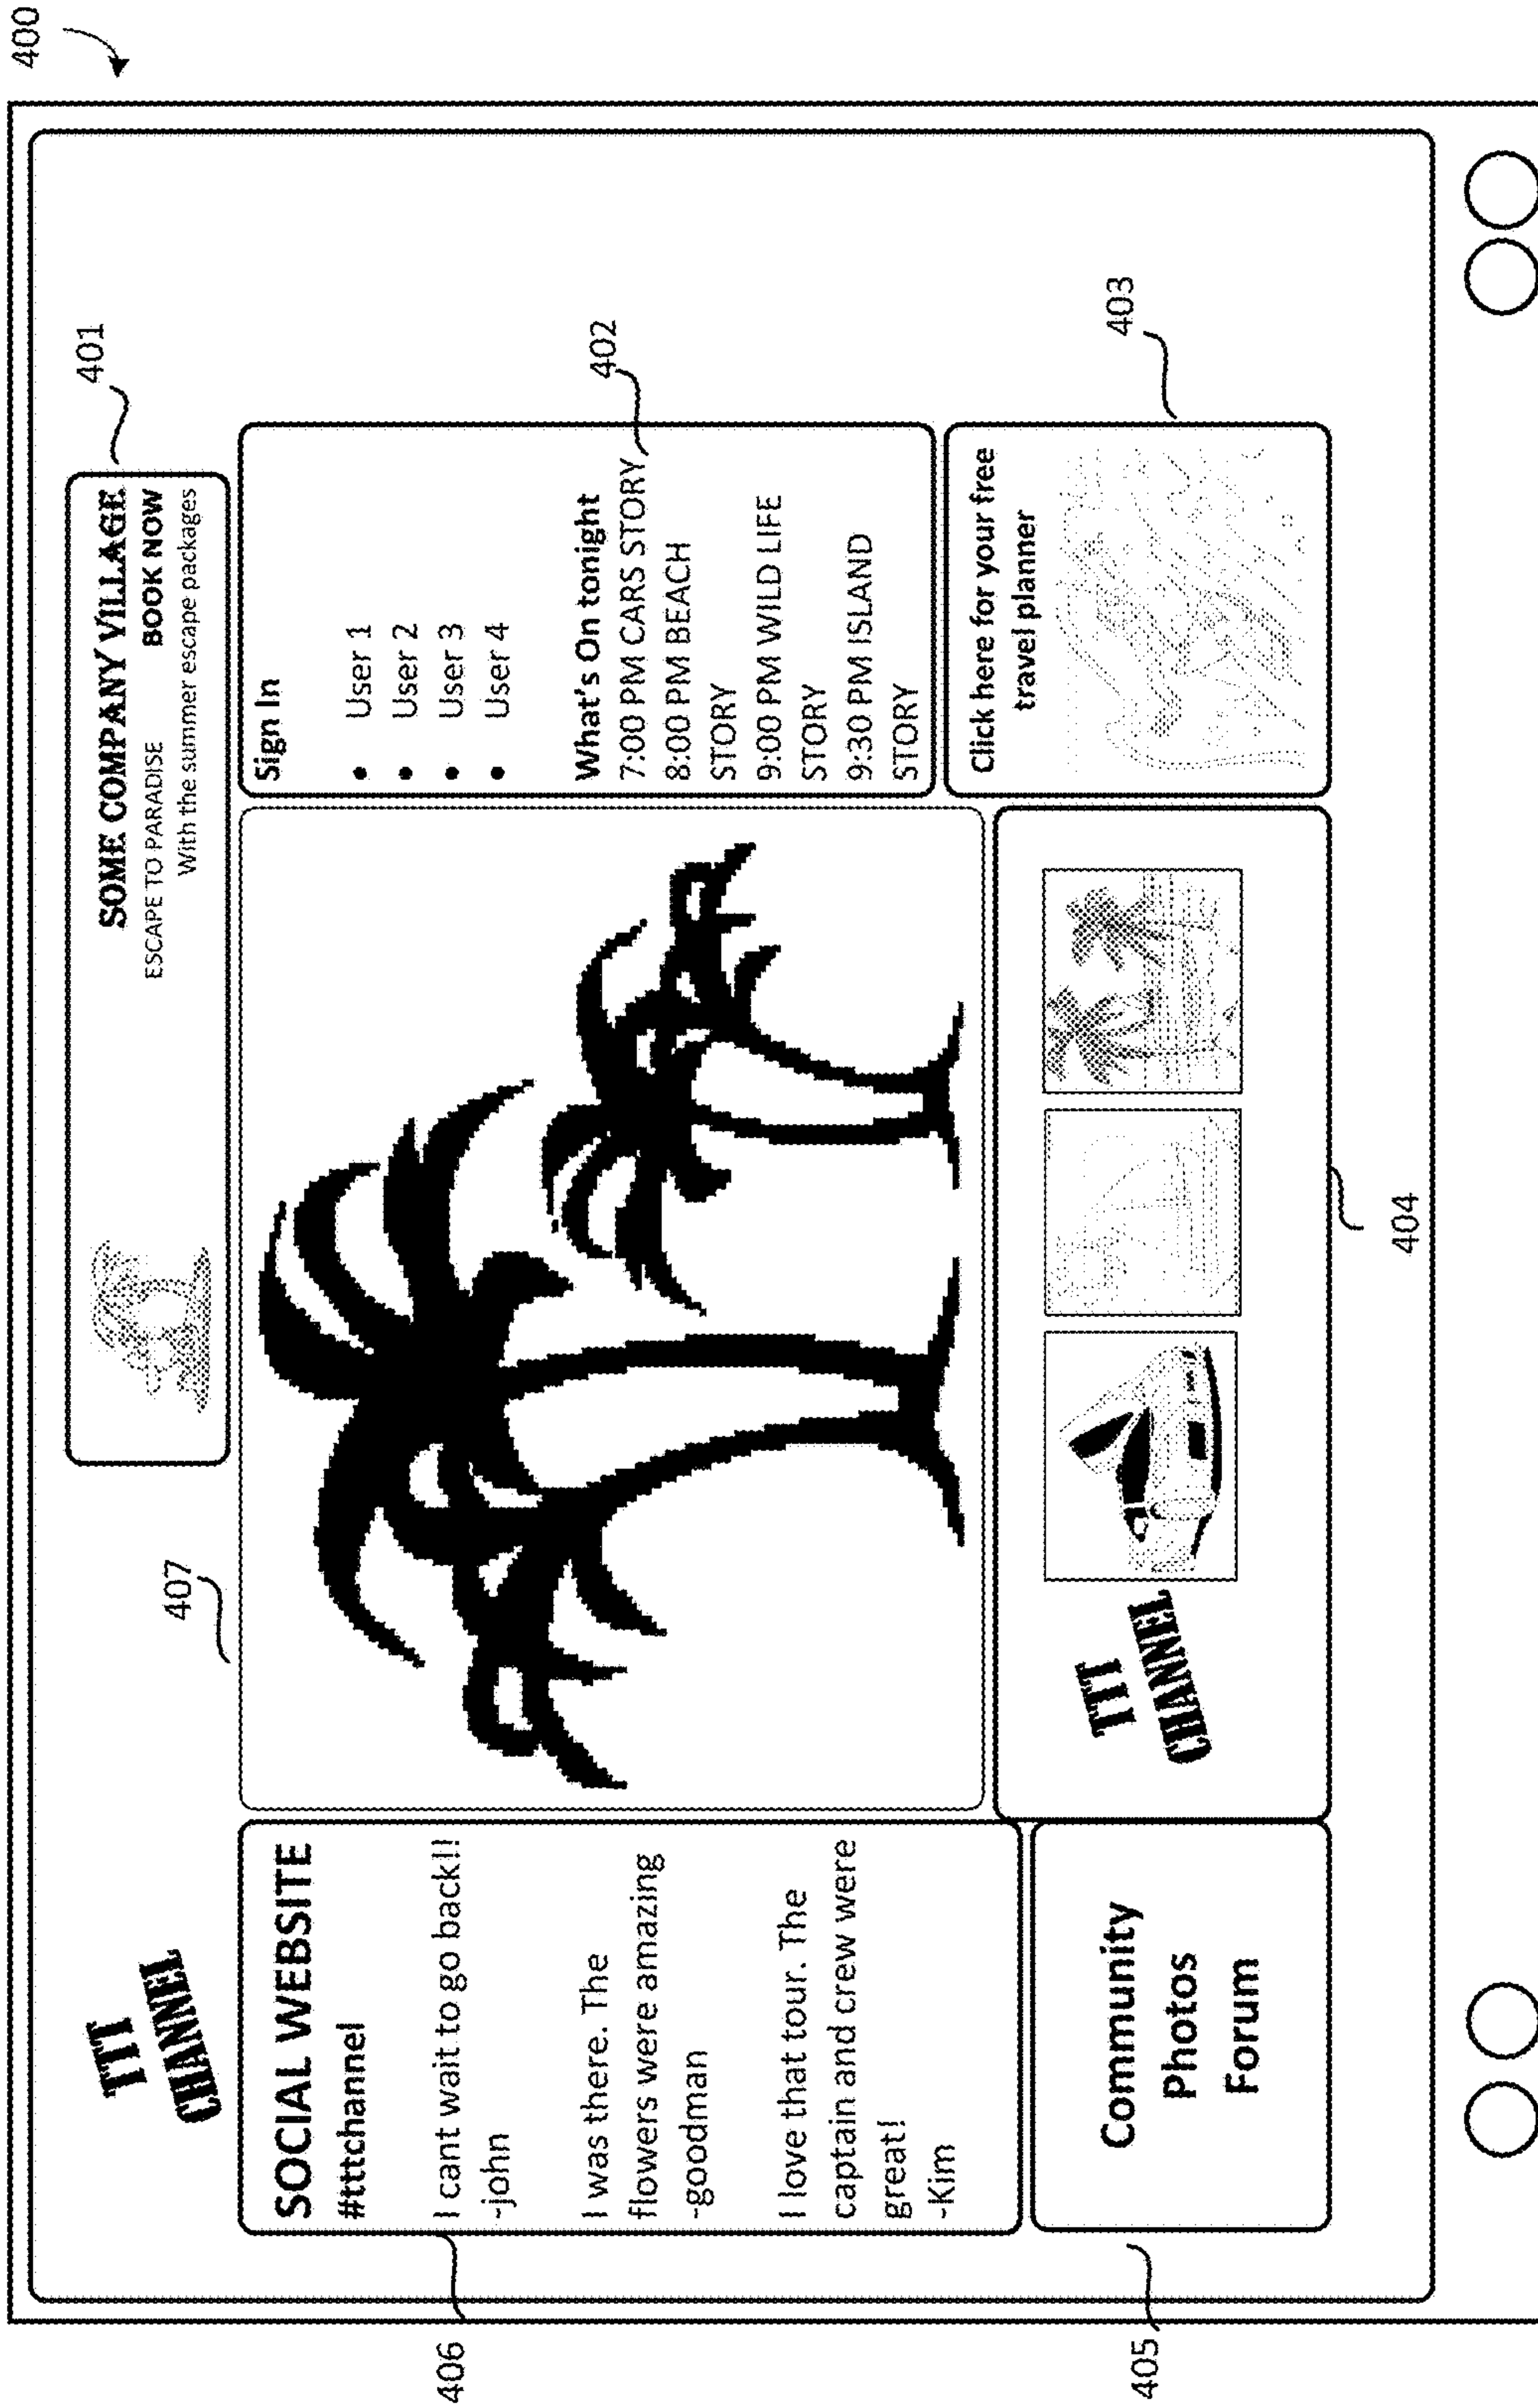 400
TTT
CHANNEL
SOME COMPANY VILLAGE
ESCAPE TO PARADISE BOOK NOW
With the summer escape packages
401
407
SOCIAL WEBSITE
#tttchannel
I cant wait to go back!!
-john
I was there. The
flowers were amazing
-goodman
I love that tour. The
captain and crew were
great!
-Kim
406
Sign In
• User 1
• User 2
• User 3
• User 4
What's On tonight
7:00 PM CARS STORY
8:00 PM BEACH
STORY
9:00 PM WILD LIFE
STORY
9:30 PM ISLAND
STORY
402
Community
Photos
Forum
405
TTT
CHANNEL
404
Click here for your free
travel planner
403